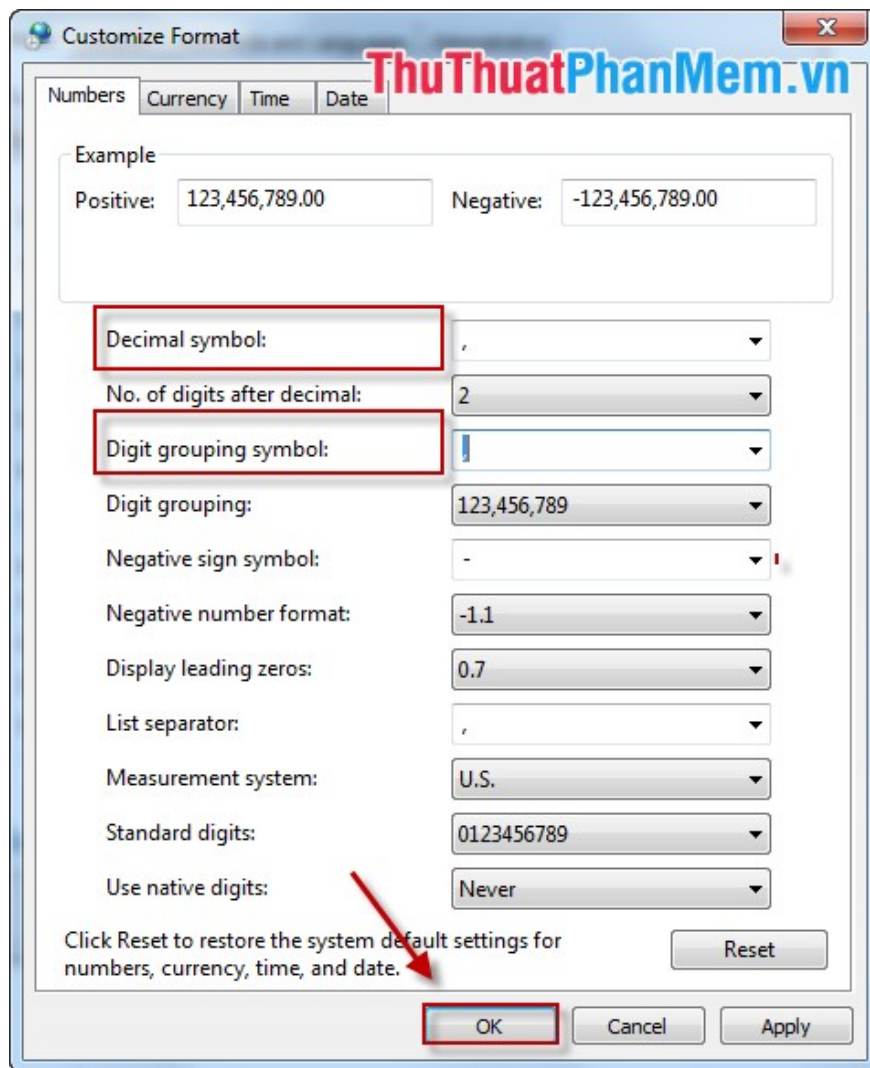 Customize Format
ThuThuatPhanMem.vn
Numbers Currency Time Date
Example
Positive: 123,456,789.00 Negative: -123,456,789.00
Decimal symbol: ,
No. of digits after decimal: 2
Digit grouping symbol: ,
Digit grouping: 123,456,789
Negative sign symbol: -
Negative number format: -1.1
Display leading zeros: 0.7
List separator: ,
Measurement system: U.S.
Standard digits: 0123456789
Use native digits: Never
Click Reset to restore the system default settings for
numbers, currency, time, and date.
Reset
OK Cancel Apply